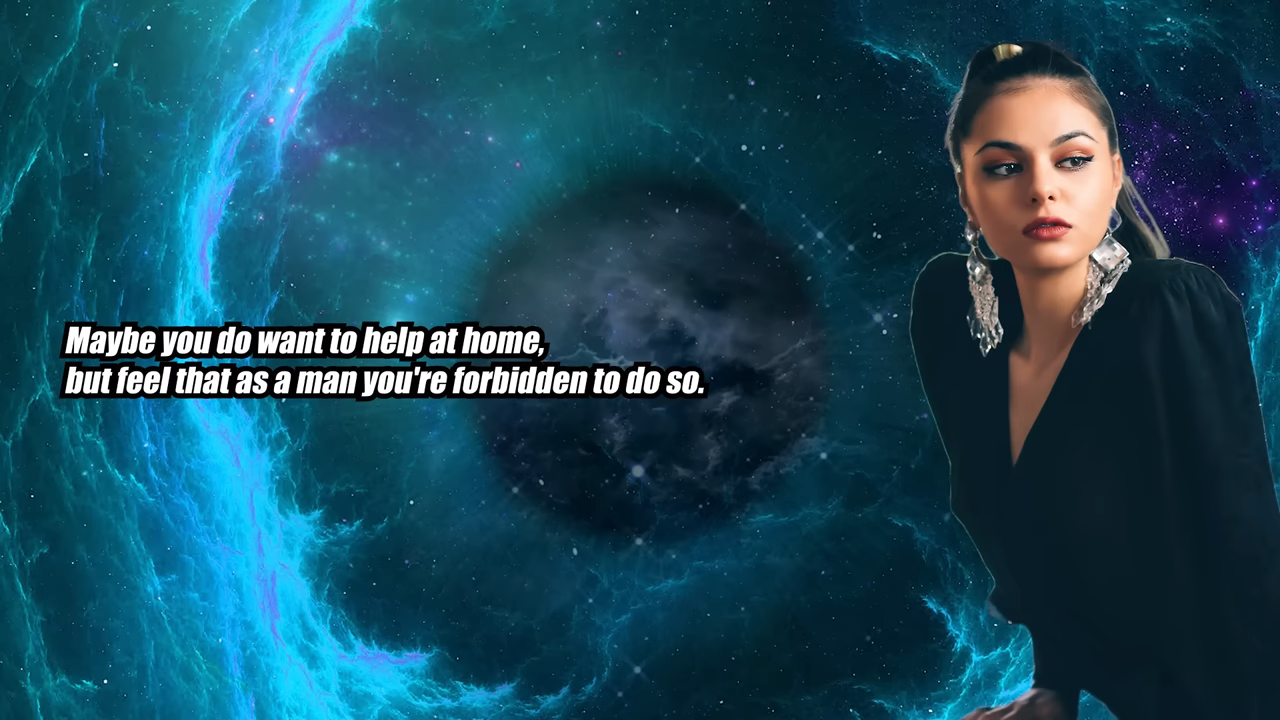 Maybe you do want to help at home,
but feel that as a man you're forbidden to do so.